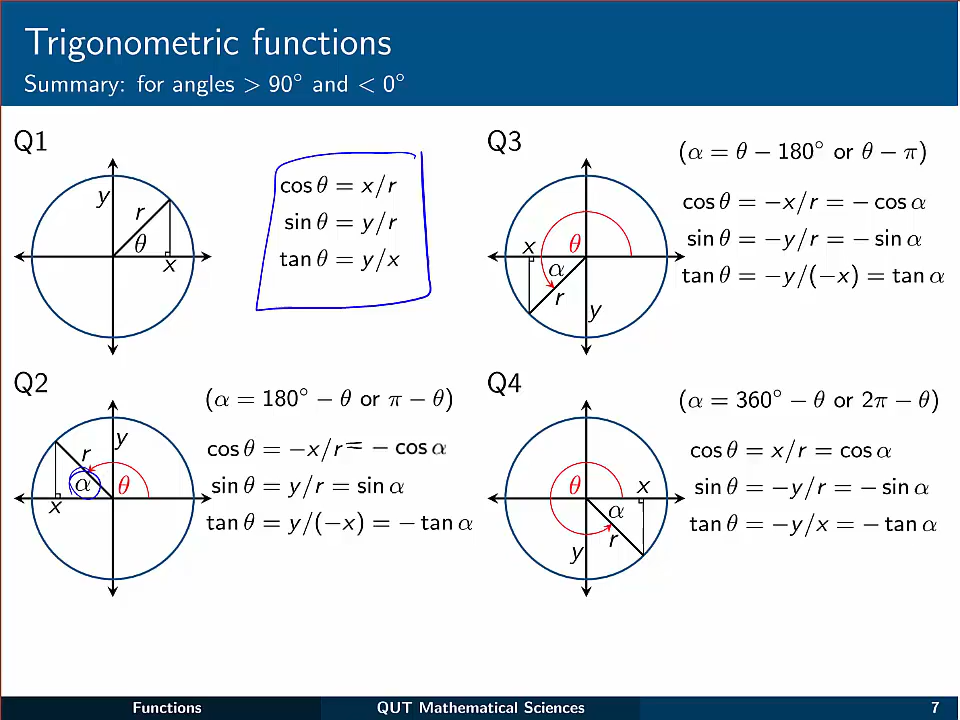 Trigonometric functions
Summary: for angles > 90° and < 0°
Q1
y
r
θ
x
cos θ = x/r
sin θ = y/r
tan θ = y/x
Q3
(α = θ − 180° or θ − π)
x
θ
α
r
y
cos θ = −x/r = − cos α
sin θ = −y/r = − sin α
tan θ = −y/(−x) = tan α
Q2
(α = 180° − θ or π − θ)
y
r
α
θ
x
cos θ = −x/r = − cos α
sin θ = y/r = sin α
tan θ = y/(−x) = − tan α
Q4
(α = 360° − θ or 2π − θ)
θ
x
α
r
y
cos θ = x/r = cos α
sin θ = −y/r = − sin α
tan θ = −y/x = − tan α
Functions
QUT Mathematical Sciences
7